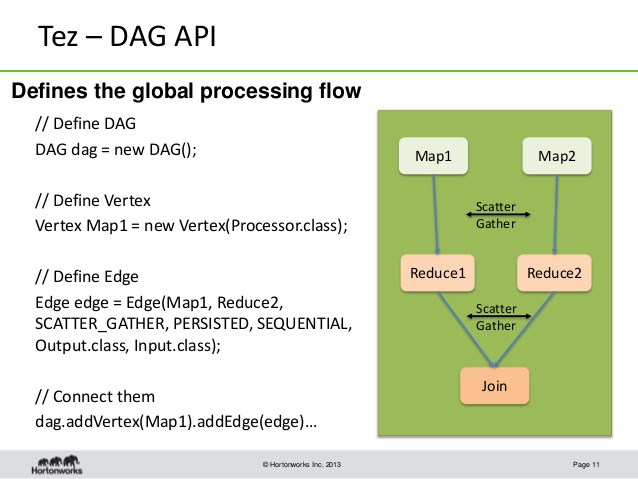 Tez – DAG API
Defines the global processing flow
// Define DAG
DAG dag = new DAG();
// Define Vertex
Vertex Map1 = new Vertex(Processor.class);
// Define Edge
Edge edge = Edge(Map1, Reduce2,
SCATTER_GATHER, PERSISTED, SEQUENTIAL,
Output.class, Input.class);
// Connect them
dag.addVertex(Map1).addEdge(edge)…
Map1
Map2
Scatter
Gather
Reduce1
Reduce2
Scatter
Gather
Join
Hortonworks
© Hortonworks Inc. 2013
Page 11